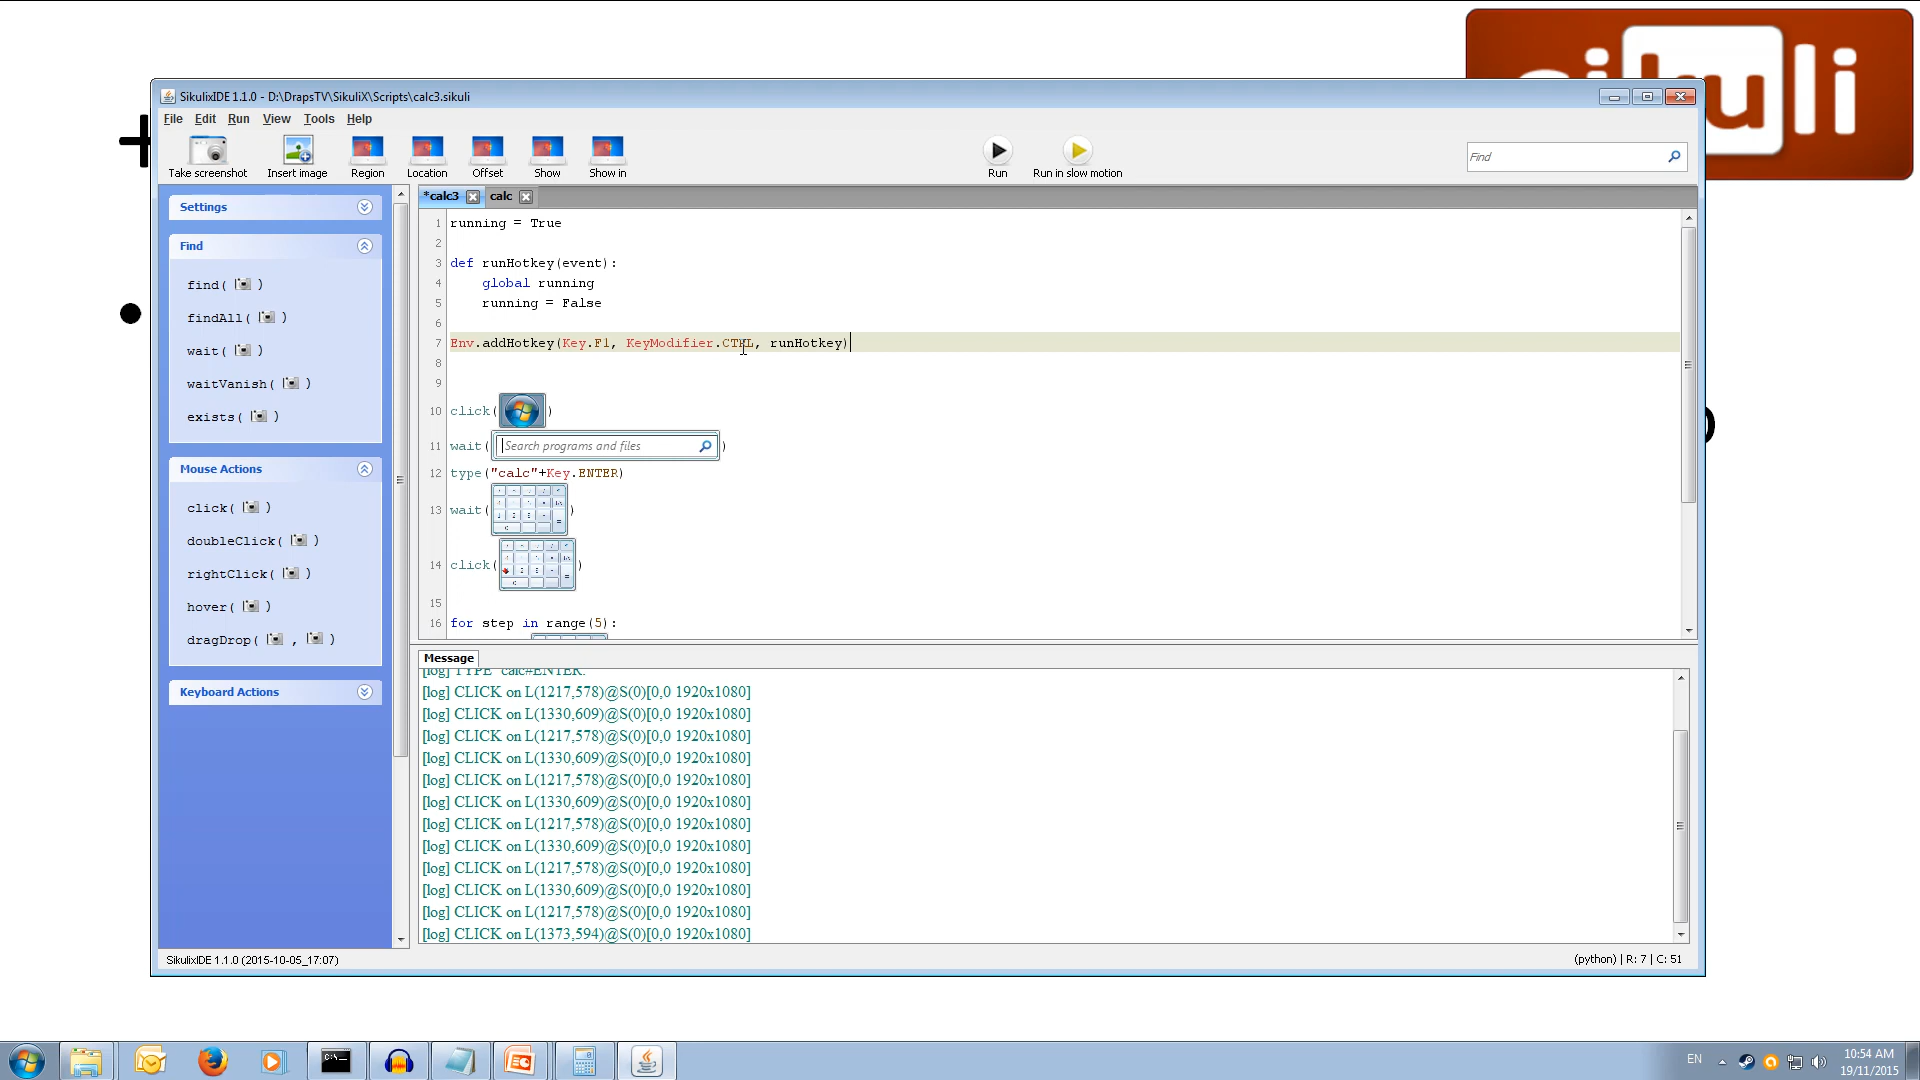 sikuli
SikulixIDE 1.1.0 - D:\DrapsTV\SikuliX\Scripts\calc3.sikuli
File Edit Run View Tools Help
Take screenshot Insert image Region Location Offset Show Show in Run Run in slow motion Find
Settings
Find
find( )
findAll( )
wait( )
waitVanish( )
exists( )
Mouse Actions
click( )
doubleClick( )
rightClick( )
hover( )
dragDrop( , )
Keyboard Actions
*calc3 calc
1 running = True
2
3 def runHotkey(event):
4 global running
5 running = False
6
7 Env.addHotkey(Key.F1, KeyModifier.CTRL, runHotkey)
8
9
10 click( )
11 wait( Search programs and files )
12 type("calc"+Key.ENTER)
13 wait( )
14 click( )
15
16 for step in range(5):
Message
[log] TYPE "calc#ENTER."
[log] CLICK on L(1217,578)@S(0)[0,0 1920x1080]
[log] CLICK on L(1330,609)@S(0)[0,0 1920x1080]
[log] CLICK on L(1217,578)@S(0)[0,0 1920x1080]
[log] CLICK on L(1330,609)@S(0)[0,0 1920x1080]
[log] CLICK on L(1217,578)@S(0)[0,0 1920x1080]
[log] CLICK on L(1330,609)@S(0)[0,0 1920x1080]
[log] CLICK on L(1217,578)@S(0)[0,0 1920x1080]
[log] CLICK on L(1330,609)@S(0)[0,0 1920x1080]
[log] CLICK on L(1217,578)@S(0)[0,0 1920x1080]
[log] CLICK on L(1330,609)@S(0)[0,0 1920x1080]
[log] CLICK on L(1217,578)@S(0)[0,0 1920x1080]
[log] CLICK on L(1373,594)@S(0)[0,0 1920x1080]
SikulixIDE 1.1.0 (2015-10-05_17:07)
(python) | R: 7 | C: 51
EN
10:54 AM
19/11/2015